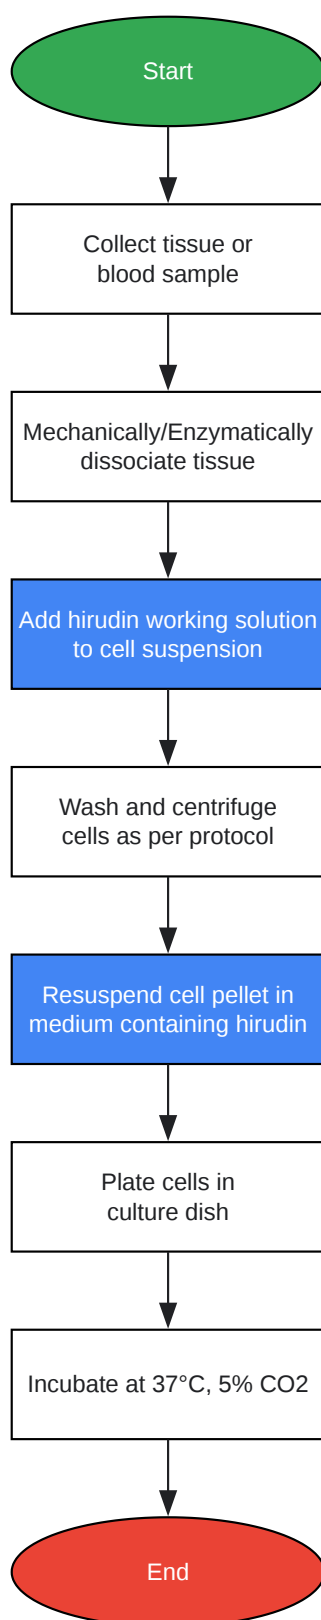 Start
Collect tissue or
blood sample
Mechanically/Enzymatically
dissociate tissue
Add hirudin working solution
to cell suspension
Wash and centrifuge
cells as per protocol
Resuspend cell pellet in
medium containing hirudin
Plate cells in
culture dish
Incubate at 37°C, 5% CO2
End